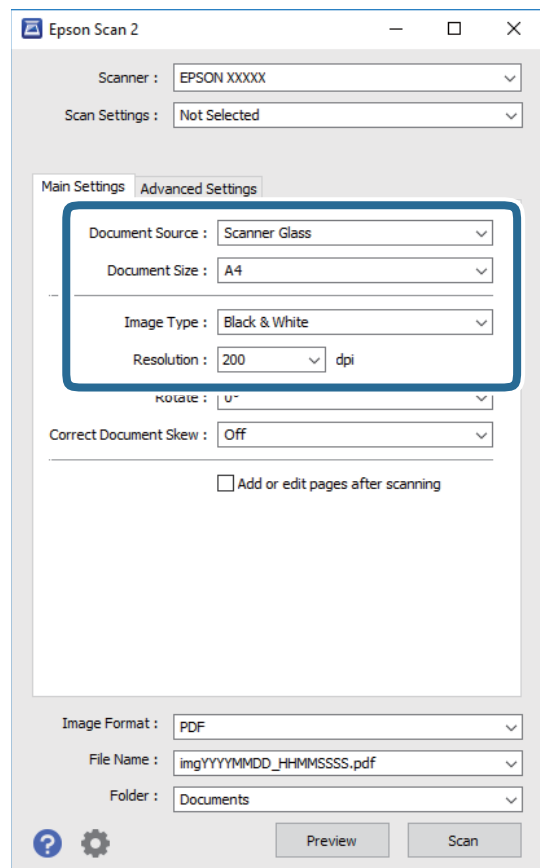 Epson Scan 2
Scanner : EPSON XXXXX
Scan Settings : Not Selected
Main Settings Advanced Settings
Document Source : Scanner Glass
Document Size : A4
Image Type : Black & White
Resolution : 200 dpi
Rotate : 0°
Correct Document Skew : Off
Add or edit pages after scanning
Image Format : PDF
File Name : imgYYYYMMDD_HHMMSSSS.pdf
Folder : Documents
? Preview Scan